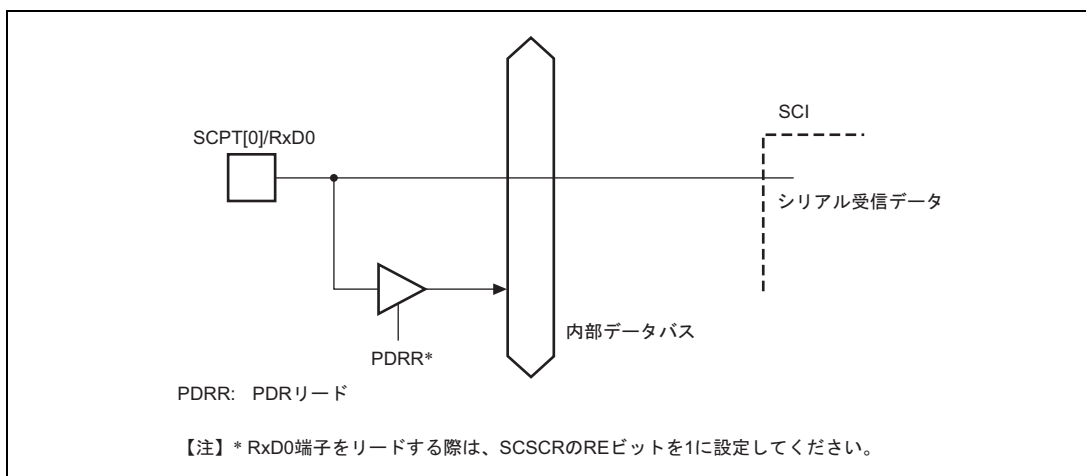 SCI
SCPT[0]/RxD0
シリアル受信データ
内部データバス
PDRR*
PDRR: PDRリード
【注】* RxD0端子をリードする際は、SCSCRのREビットを1に設定してください。